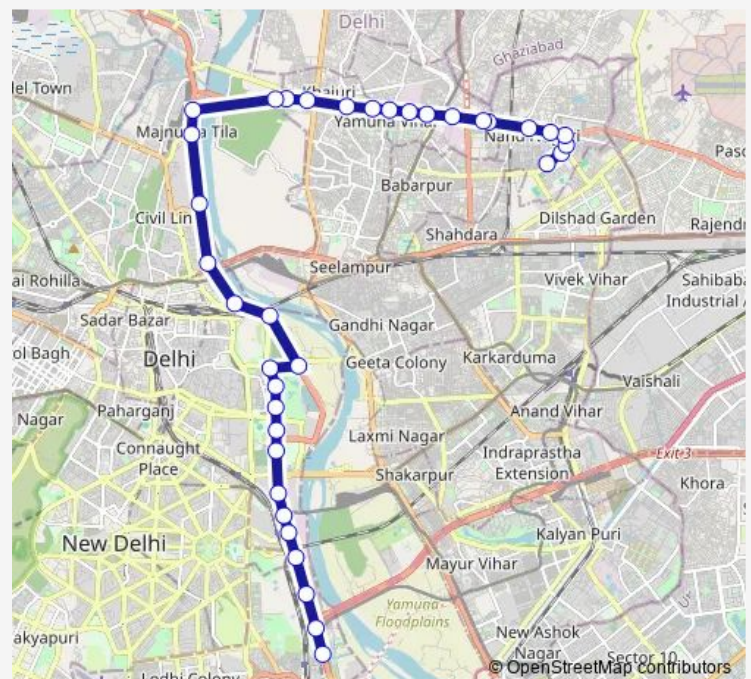 Delhi
Ghaziabad
del Town
Khajuri
Majnu
Tila
Yamuna Vihar
Nand Nagri
Pasc
Babarpur
Civil Lin
Dilshad Garden
Shahdara
Rajendr
Seelampur
ai Rohilla
Vivek Vihar
Sahibaba
Industrial A
Sadar Bazar
Gandhi Nagar
ol Bagh
Delhi
Geeta Colony
Karkarduma
Vaishali
Nagar
Paharganj
Anand Vihar
Laxmi Nagar
Connaught
Place
Indraprastha
Extension
Exit 3
Shakarpur
Khora
New Delhi
Kalyan Puri
Mayur Vihar
Yamuna
Floodplains
New Ashok
Nagar
akyapuri
Sector 10
Lodhi Colony
© OpenStreetMap contributors